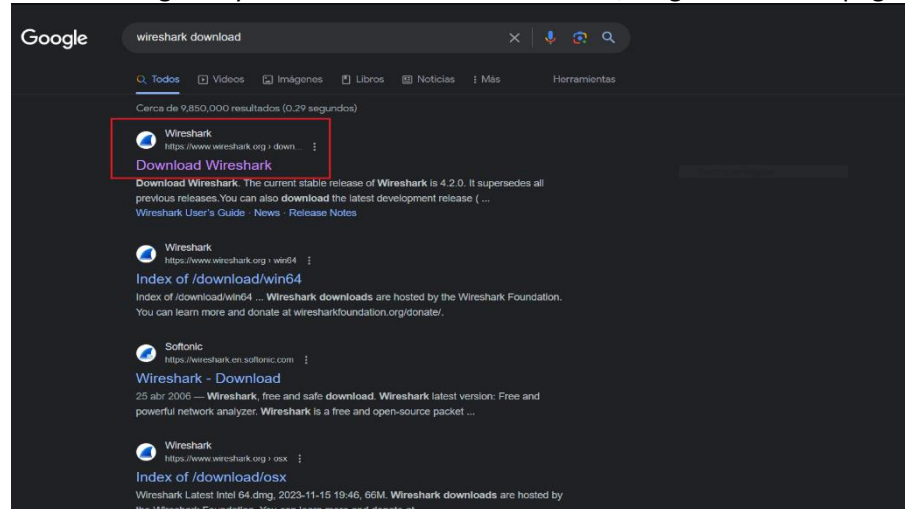 Google
wireshark download
Todos Videos Imágenes Libros Noticias Más Herramientas
Cerca de 9,850,000 resultados (0.29 segundos)
Wireshark
https://www.wireshark.org › down...
Download Wireshark
Download Wireshark. The current stable release of Wireshark is 4.2.0. It supersedes all
previous releases.You can also download the latest development release ( ...
Wireshark User's Guide · News · Release Notes
Wireshark
https://www.wireshark.org › win64
Index of /download/win64
Index of /download/win64 ... Wireshark downloads are hosted by the Wireshark Foundation.
You can learn more and donate at wiresharkfoundation.org/donate/.
Softonic
https://wireshark.en.softonic.com
Wireshark - Download
25 abr 2006 — Wireshark, free and safe download. Wireshark latest version: Free and
powerful network analyzer. Wireshark is a free and open-source packet ...
Wireshark
https://www.wireshark.org › osx
Index of /download/osx
Wireshark Latest Intel 64.dmg, 2023-11-15 19:46, 66M. Wireshark downloads are hosted by